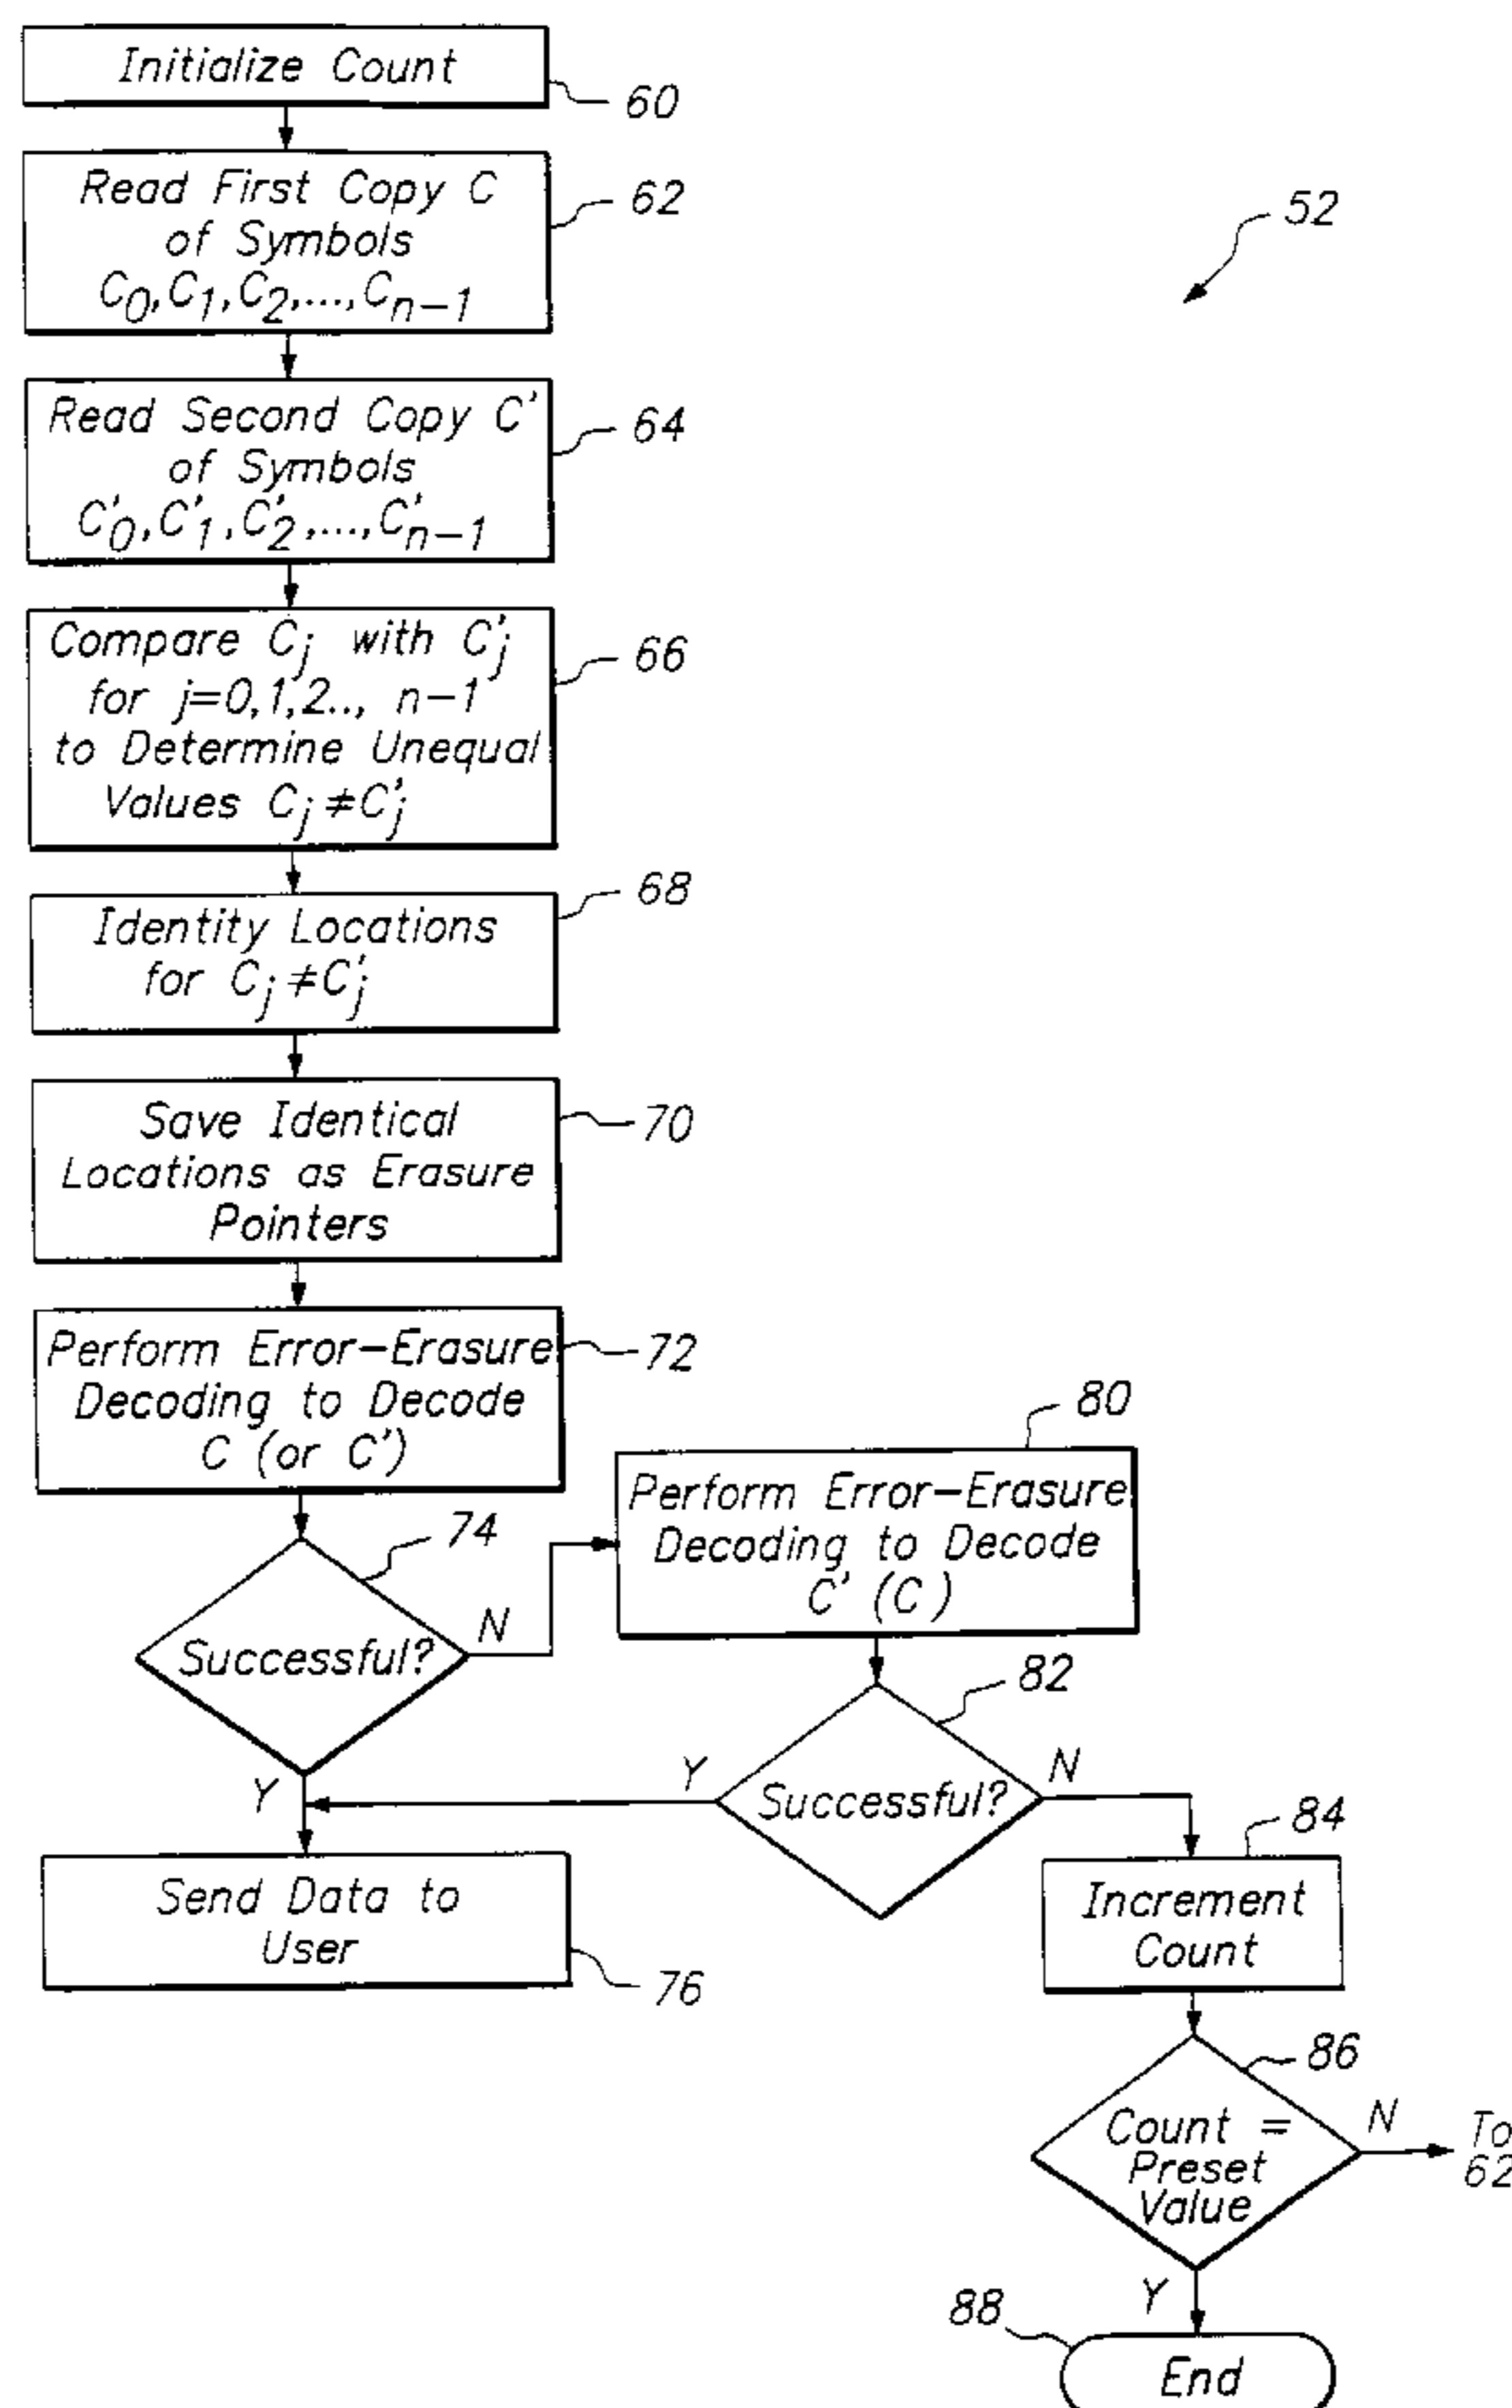 Initialize Count
60
Read First Copy C
of Symbols
C0,C1,C2,...,Cn-1
62
52
Read Second Copy C'
of Symbols
C'0,C'1,C'2,...,C'n-1
64
Compare Cj with C'j
for j=0,1,2.., n-1
to Determine Unequal
Values Cj≠C'j
66
Identity Locations
for Cj≠C'j
68
Save Identical
Locations as Erasure
Pointers
70
Perform Error-Erasure
Decoding to Decode
C (or C')
72
74
Successful?
N
Y
80
Perform Error-Erasure
Decoding to Decode
C' (C)
82
Successful?
Y
N
Send Data to
User
76
84
Increment
Count
86
Count =
Preset
Value
N
To
62
Y
88
End